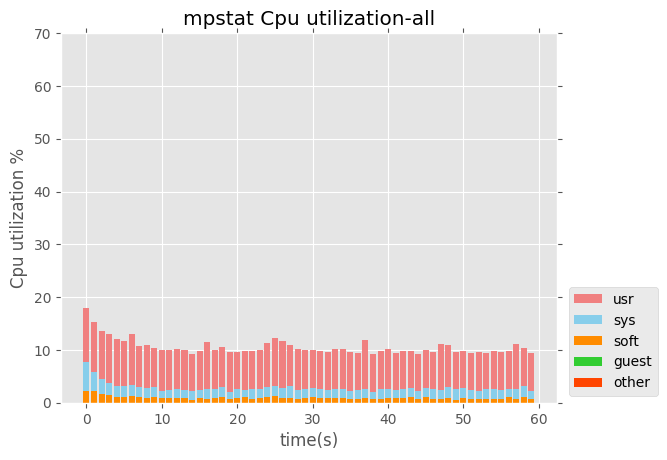 mpstat Cpu utilization-all
70
60
50
40
30
20
10
0
Cpu utilization %
0 10 20 30 40 50 60
time(s)
usr
sys
soft
guest
other